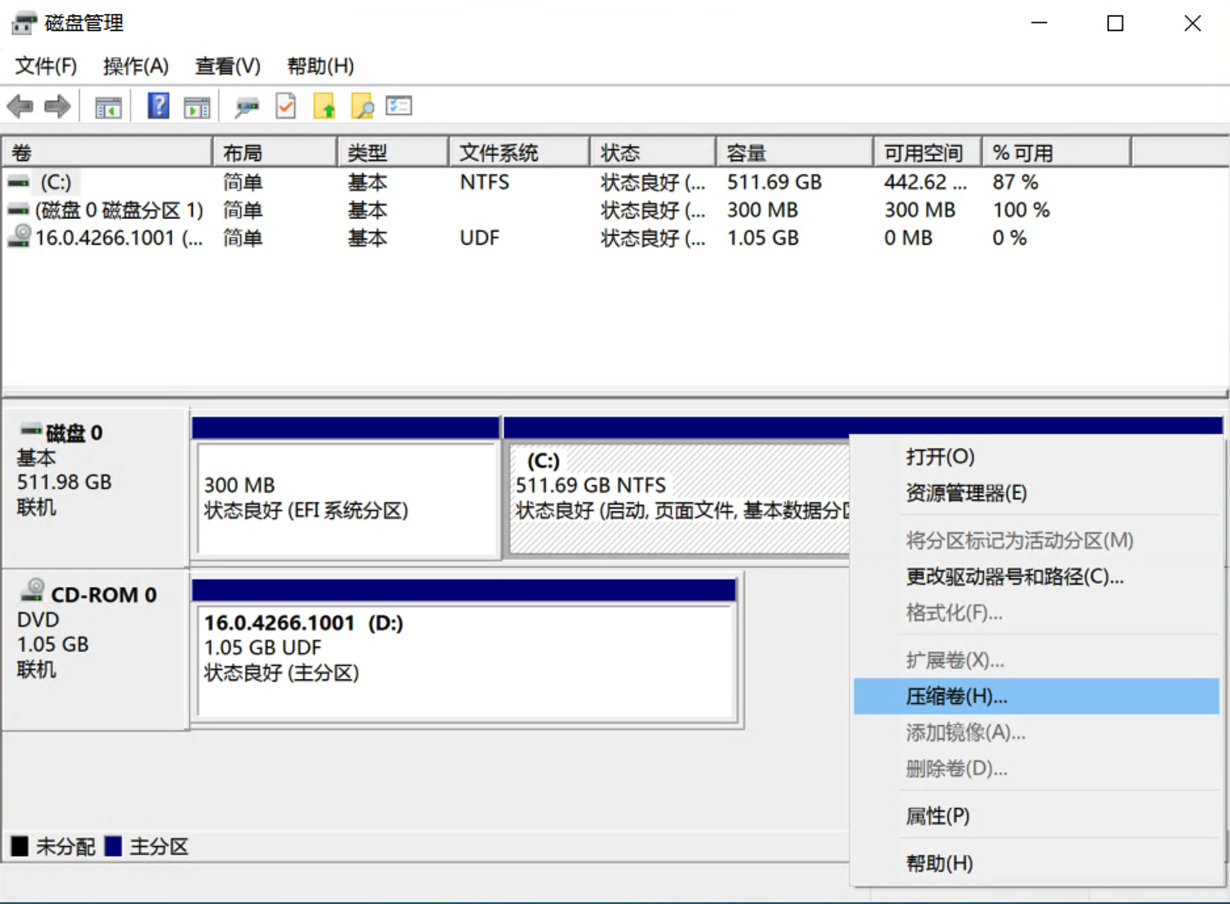 磁盘管理
文件(F) 操作(A) 查看(V) 帮助(H)
卷 布局 类型 文件系统 状态 容量 可用空间 % 可用
(C:) 简单 基本 NTFS 状态良好 (... 511.69 GB 442.62 ... 87 %
(磁盘 0 磁盘分区 1) 简单 基本 状态良好 (... 300 MB 300 MB 100 %
16.0.4266.1001 (... 简单 基本 UDF 状态良好 (... 1.05 GB 0 MB 0 %
磁盘 0
基本
511.98 GB
联机
300 MB
状态良好 (EFI 系统分区)
(C:)
511.69 GB NTFS
状态良好 (启动, 页面文件, 基本数据分
CD-ROM 0
DVD
1.05 GB
联机
16.0.4266.1001 (D:)
1.05 GB UDF
状态良好 (主分区)
打开(O)
资源管理器(E)
将分区标记为活动分区(M)
更改驱动器号和路径(C)...
格式化(F)...
扩展卷(X)...
压缩卷(H)...
添加镜像(A)...
删除卷(D)...
属性(P)
帮助(H)
未分配 主分区